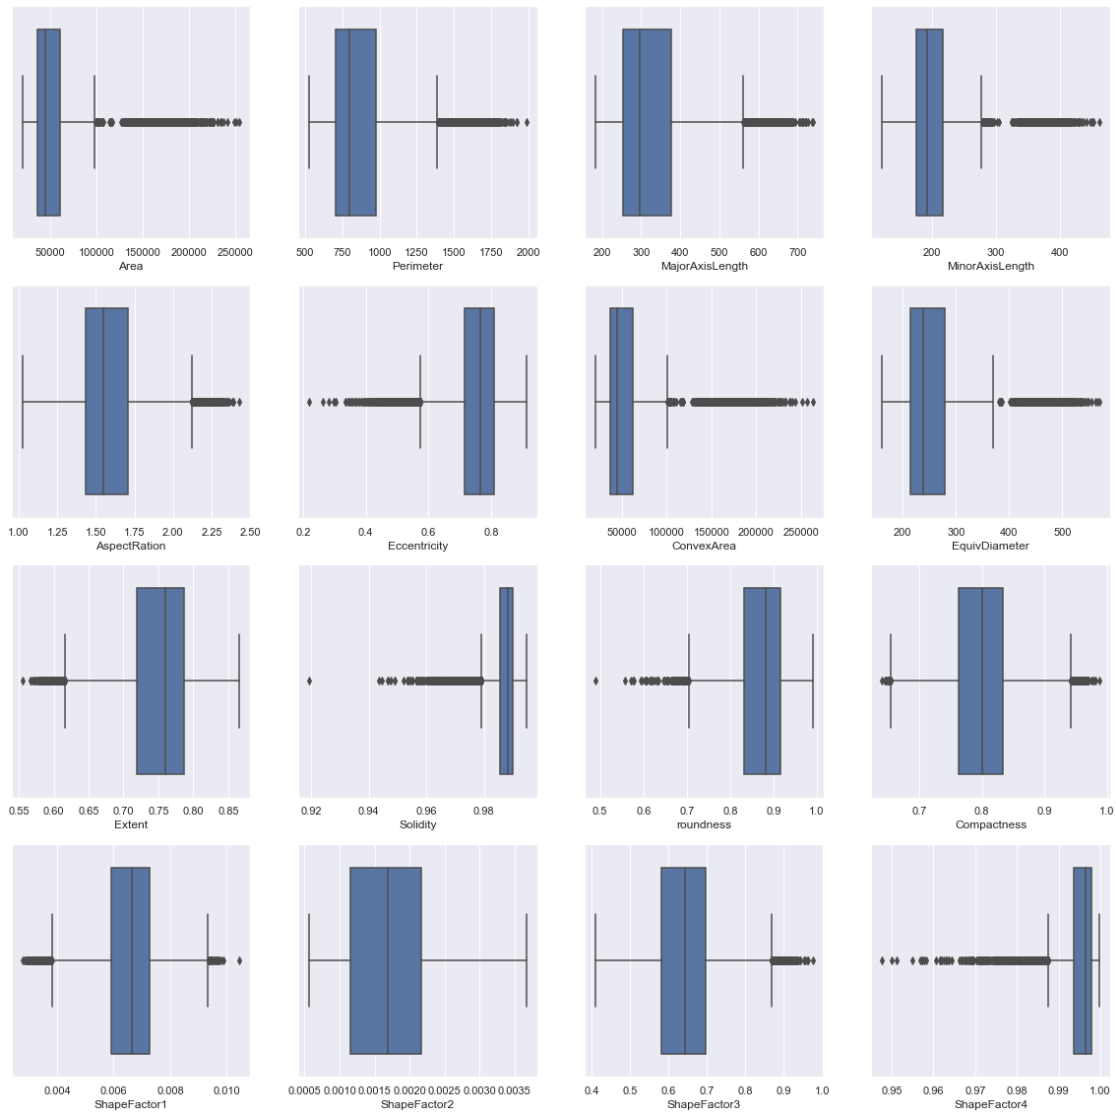 50000 100000 150000 200000 250000
Area
500 750 1000 1250 1500 1750 2000
Perimeter
200 300 400 500 600 700
MajorAxisLength
200 300 400
MinorAxisLength
1.00 1.25 1.50 1.75 2.00 2.25 2.50
AspectRation
0.2 0.4 0.6 0.8
Eccentricity
50000 100000 150000 200000 250000
ConvexArea
200 300 400 500
EquivDiameter
0.55 0.60 0.65 0.70 0.75 0.80 0.85
Extent
0.92 0.94 0.96 0.98
Solidity
0.5 0.6 0.7 0.8 0.9 1.0
roundness
0.7 0.8 0.9 1.0
Compactness
0.004 0.006 0.008 0.010
ShapeFactor1
0.0005 0.0010 0.0015 0.0020 0.0025 0.0030 0.0035
ShapeFactor2
0.4 0.5 0.6 0.7 0.8 0.9 1.0
ShapeFactor3
0.95 0.96 0.97 0.98 0.99 1.00
ShapeFactor4